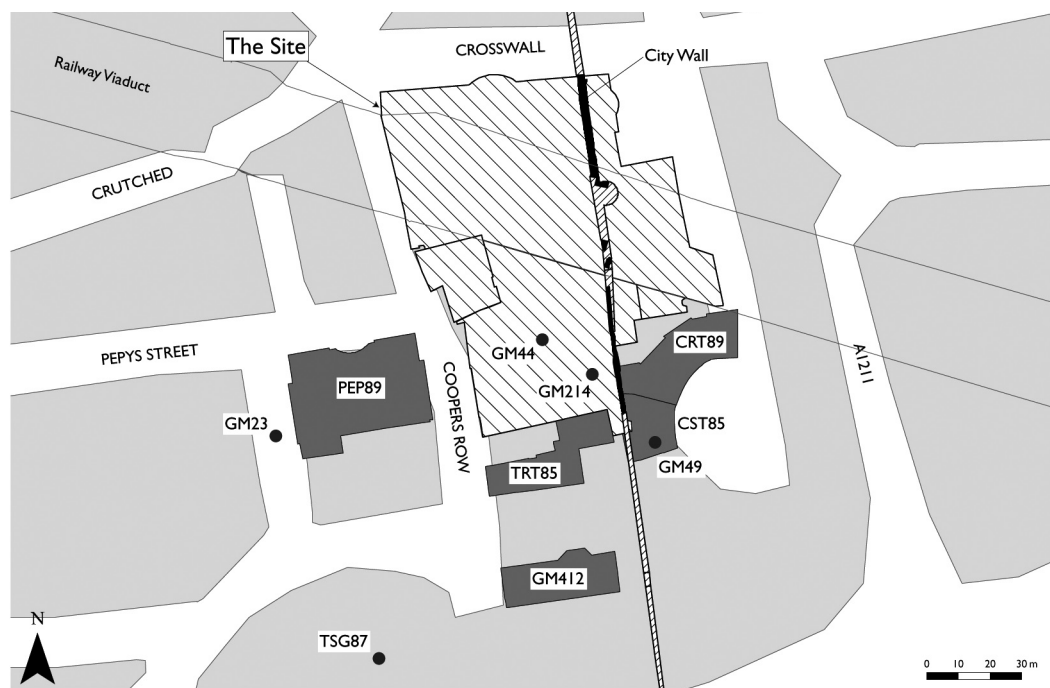 CROSSWALL
The Site
City Wall
Railway Viaduct
CRUTCHED
PEPYS STREET
GM44
CRT89
A1211
PEP89
COOPERS ROW
GM214
GM23
CST85
TRT85
GM49
GM412
N
TSG87
0 10 20 30 m